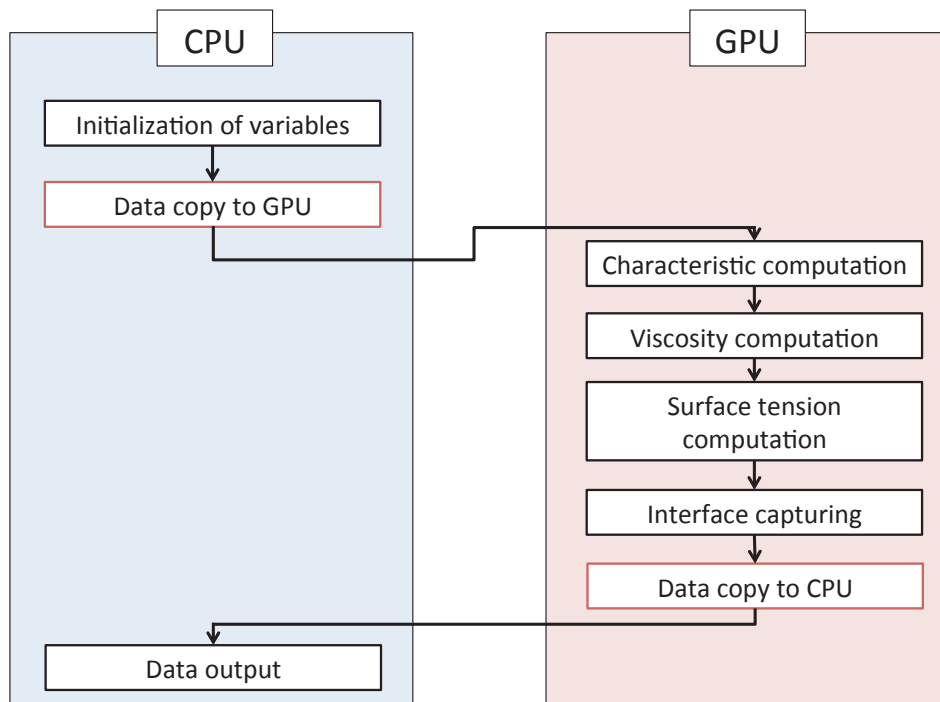 CPU
GPU
Initialization of variables
Data copy to GPU
Characteristic computation
Viscosity computation
Surface tension
computation
Interface capturing
Data copy to CPU
Data output